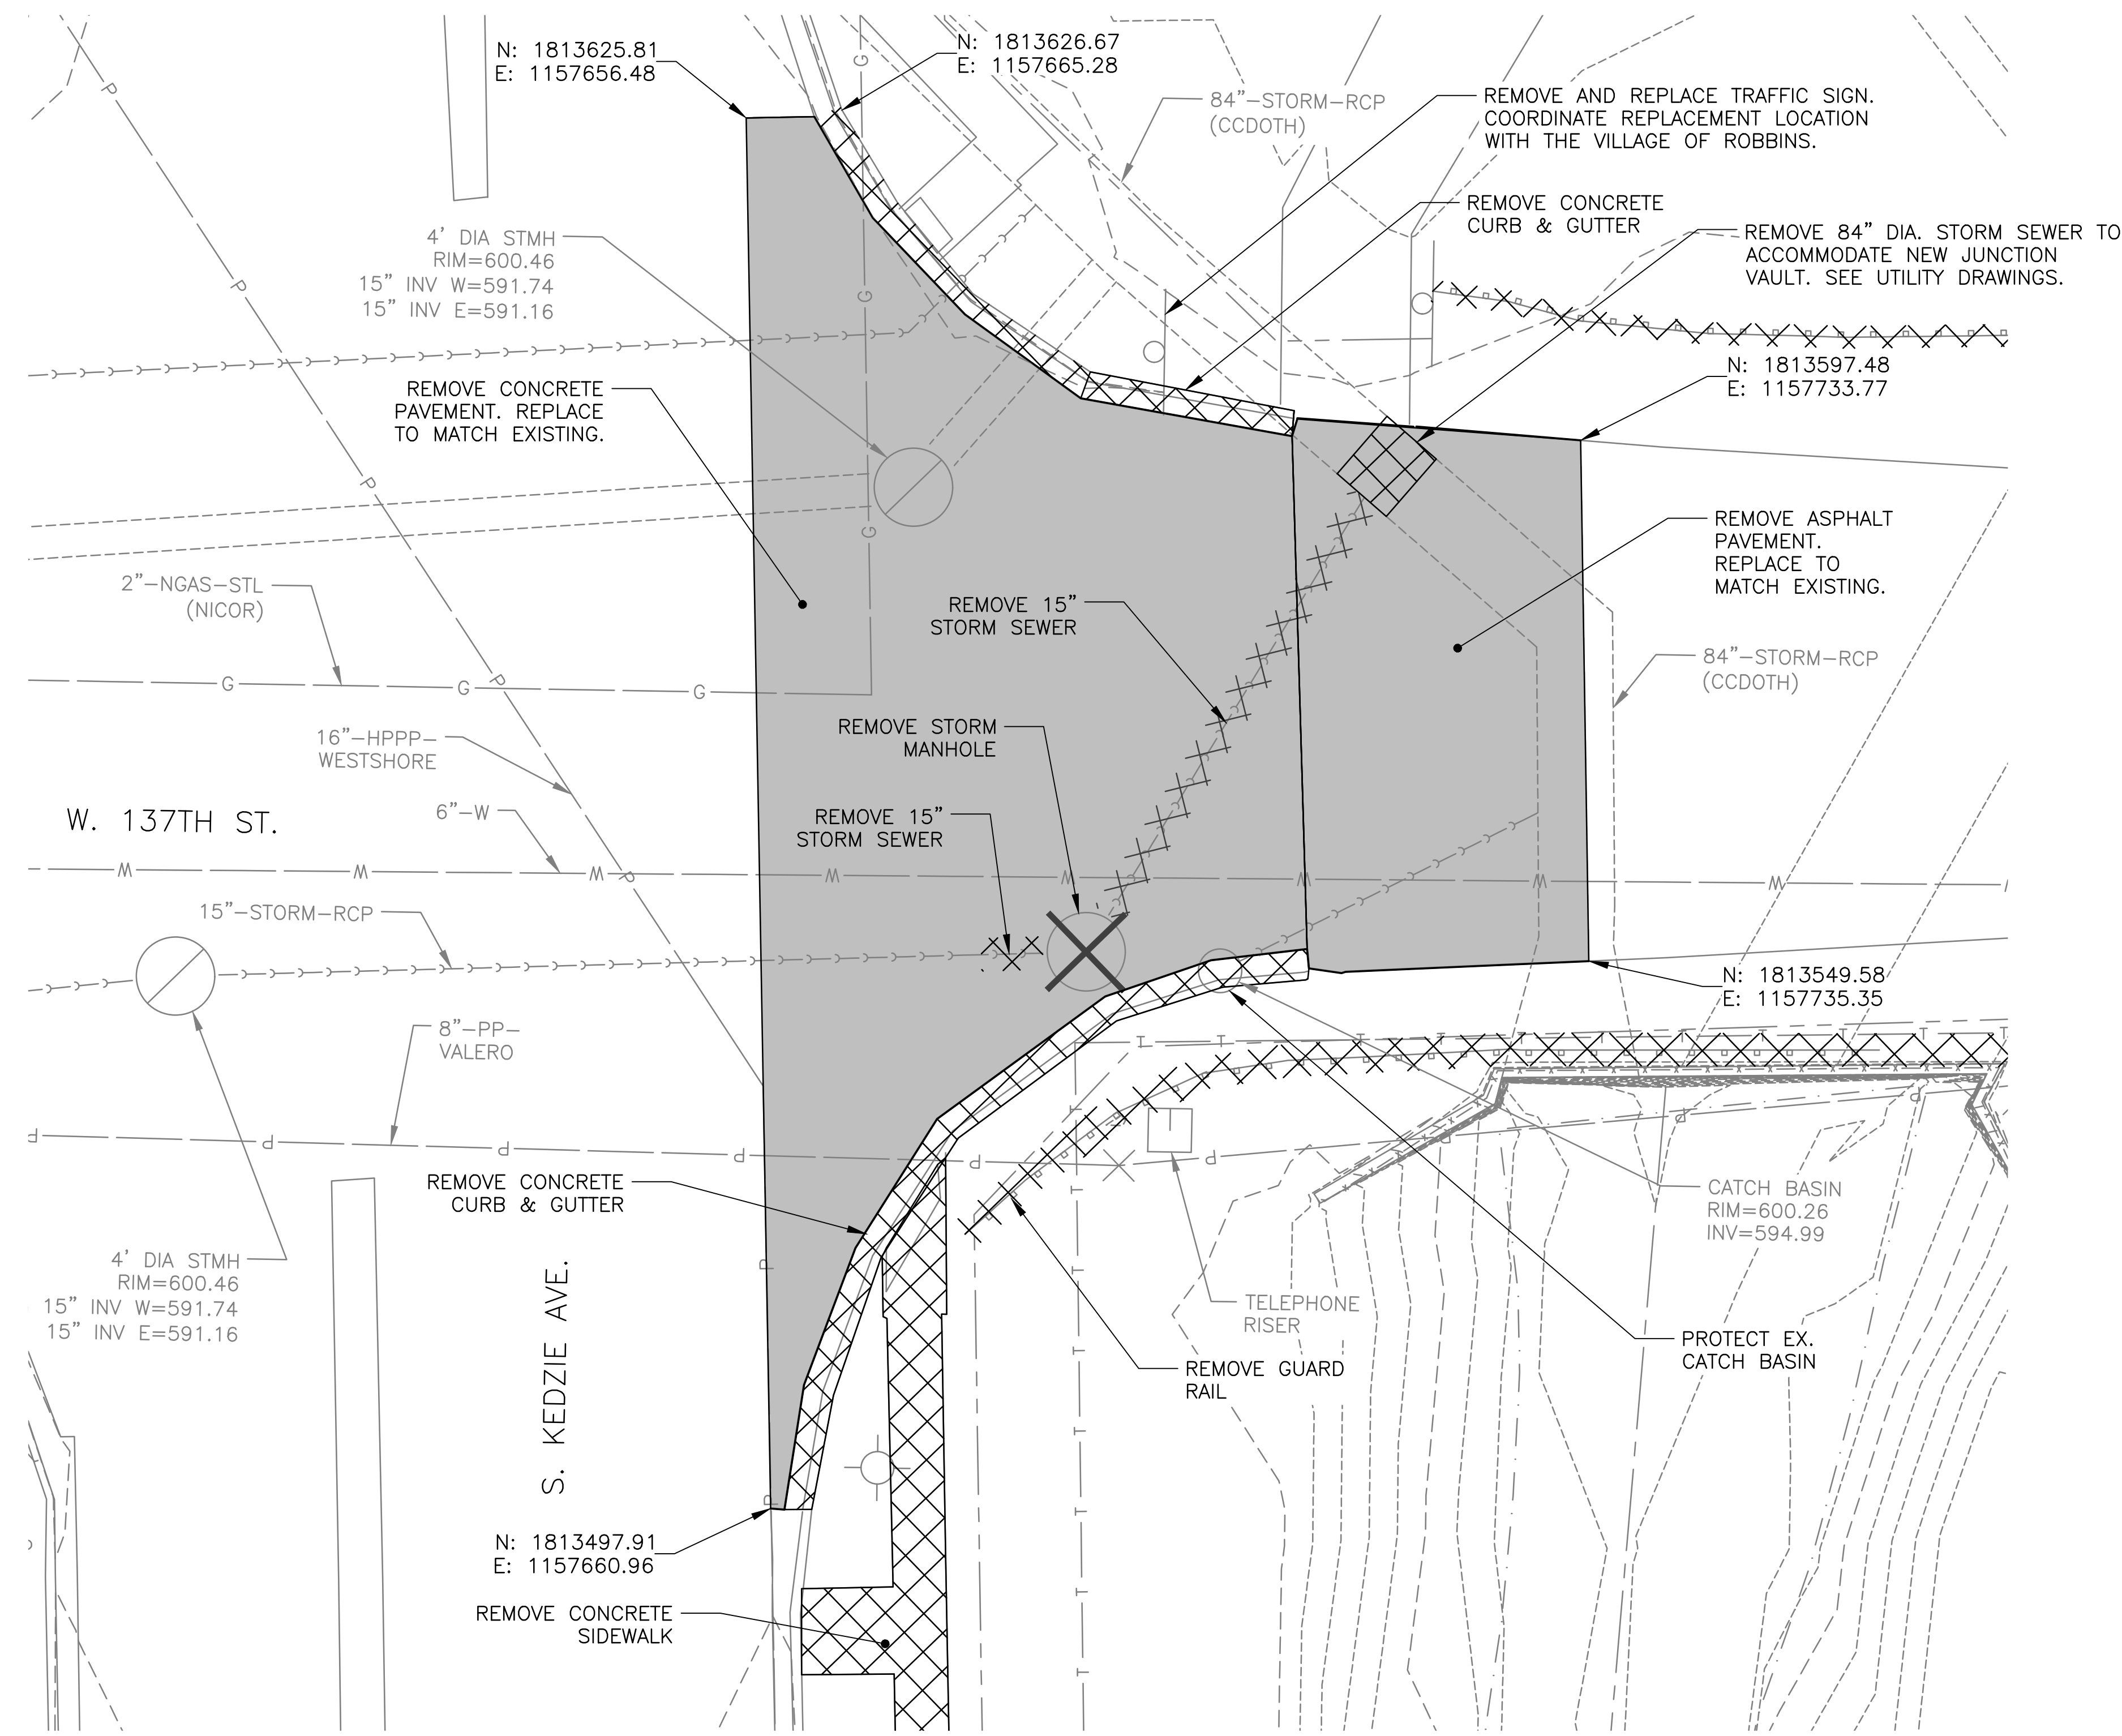 N: 1813625.81
E: 1157656.48
N: 1813626.67
E: 1157665.28
84”-STORM-RCP
(CCDOTH)
REMOVE AND REPLACE TRAFFIC SIGN.
COORDINATE REPLACEMENT LOCATION
WITH THE VILLAGE OF ROBBINS.
REMOVE CONCRETE
CURB & GUTTER
REMOVE 84” DIA. STORM SEWER TO
ACCOMMODATE NEW JUNCTION
VAULT. SEE UTILITY DRAWINGS.
4' DIA STMH
RIM=600.46
15” INV W=591.74
15” INV E=591.16
N: 1813597.48
E: 1157733.77
REMOVE CONCRETE
PAVEMENT. REPLACE
TO MATCH EXISTING.
REMOVE ASPHALT
PAVEMENT.
REPLACE TO
MATCH EXISTING.
2”-NGAS-STL
(NICOR)
REMOVE 15”
STORM SEWER
84”-STORM-RCP
(CCDOTH)
REMOVE STORM
MANHOLE
16”-HPPP-
WESTSHORE
W. 137TH ST.
6”-W
REMOVE 15”
STORM SEWER
15”-STORM-RCP
N: 1813549.58
E: 1157735.35
8”-PP-
VALERO
REMOVE CONCRETE
CURB & GUTTER
CATCH BASIN
RIM=600.26
INV=594.99
4' DIA STMH
RIM=600.46
15” INV W=591.74
15” INV E=591.16
S. KEDZIE AVE.
TELEPHONE
RISER
PROTECT EX.
CATCH BASIN
REMOVE GUARD
RAIL
N: 1813497.91
E: 1157660.96
REMOVE CONCRETE
SIDEWALK
P
P
P
P
P
P
G
G
G
G
G
G
W
W
W
W
W
W
W
W
P
P
P
P
P
P
P
P
P
P
P
T
T
T
T
T
T
T
T
T
T
T
T